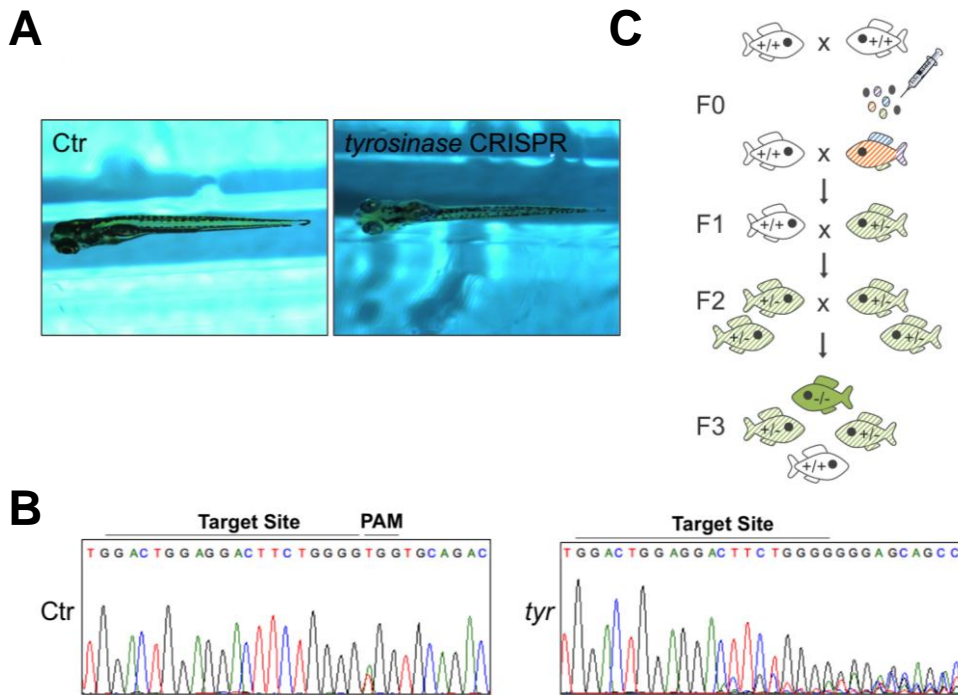 A
Ctr
tyrosinase CRISPR
B
Target Site PAM
TGGACTGGAGGACTTCTGGGGTGGTGCAGAC
Ctr
Target Site
TGGACTGGAGGACTTCTGGGGGGGAGCAGCC
tyr
C
+/+ x +/+
F0
+/+ x
F1 +/+ x +/-
F2 +/- x +/-
+/- +/-
-/-
F3 +/- +/-
+/+